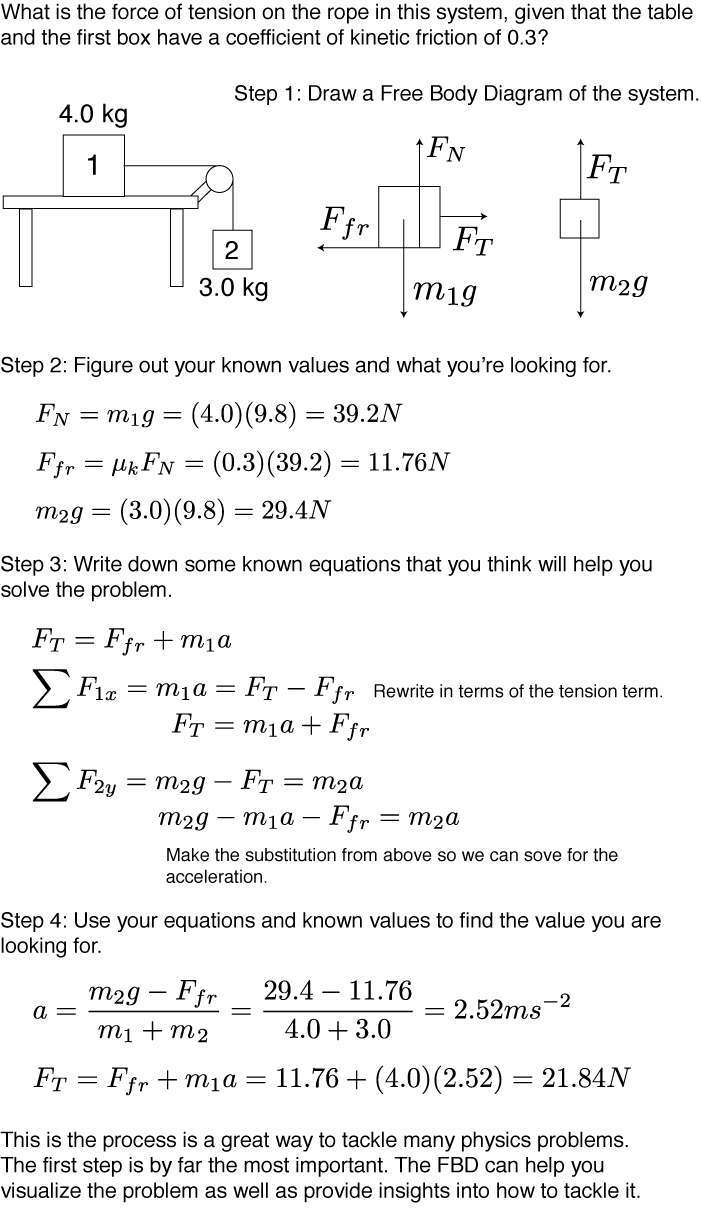 What is the force of tension on the rope in this system, given that the table
and the first box have a coefficient of kinetic friction of 0.3?
Step 1: Draw a Free Body Diagram of the system.
4.0 kg
1
2
3.0 kg
F_N
F_{fr}
F_T
m_1g
F_T
m_2g
Step 2: Figure out your known values and what you're looking for.
F_N = m_1g = (4.0)(9.8) = 39.2N
F_{fr} = μ_kF_N = (0.3)(39.2) = 11.76N
m_2g = (3.0)(9.8) = 29.4N
Step 3: Write down some known equations that you think will help you
solve the problem.
F_T = F_{fr} + m_1a
∑F_{1x} = m_1a = F_T − F_{fr} Rewrite in terms of the tension term.
F_T = m_1a + F_{fr}
∑F_{2y} = m_2g − F_T = m_2a
m_2g − m_1a − F_{fr} = m_2a
Make the substitution from above so we can sove for the
acceleration.
Step 4: Use your equations and known values to find the value you are
looking for.
a = \frac{m_2g − F_{fr}}{m_1 + m_2} = \frac{29.4 − 11.76}{4.0 + 3.0} = 2.52ms^{−2}
F_T = F_{fr} + m_1a = 11.76 + (4.0)(2.52) = 21.84N
This is the process is a great way to tackle many physics problems.
The first step is by far the most important. The FBD can help you
visualize the problem as well as provide insights into how to tackle it.